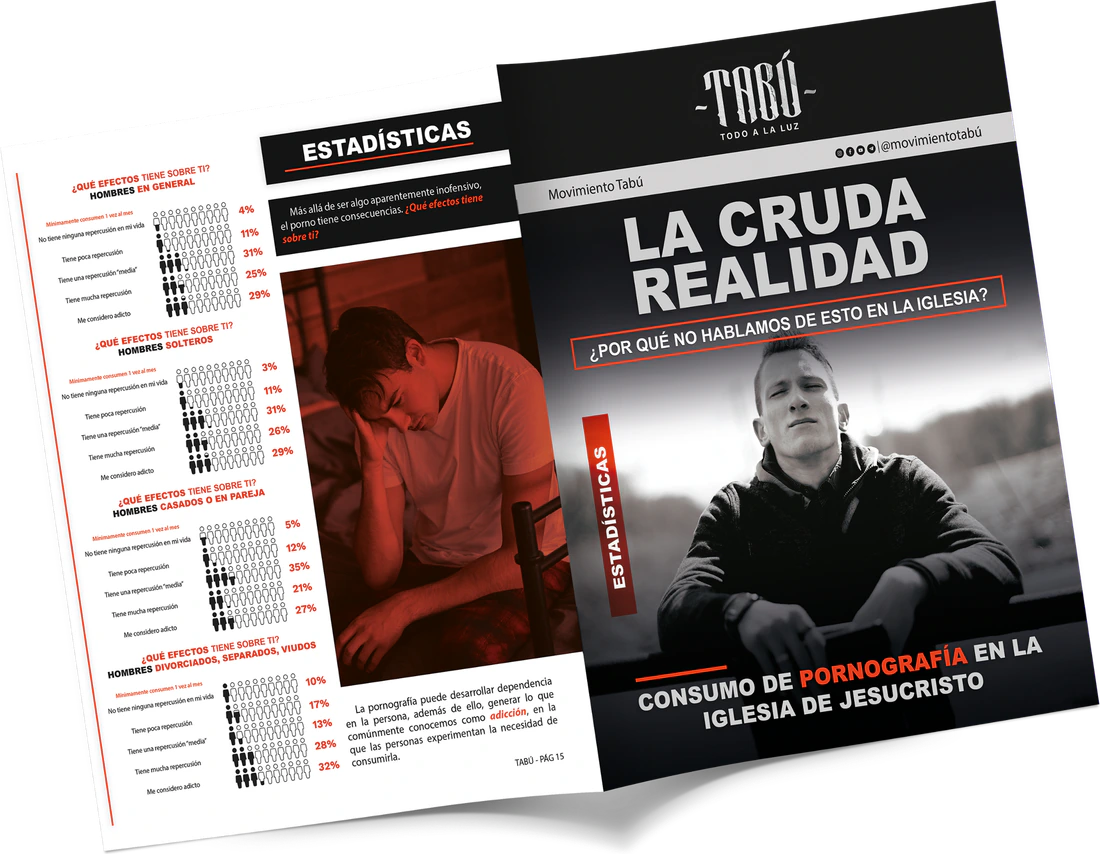 ESTADÍSTICAS
Más allá de ser algo aparentemente inofensivo,
el porno tiene consecuencias. ¿Qué efectos tiene
sobre ti?
¿QUÉ EFECTOS TIENE SOBRE TI?
HOMBRES EN GENERAL
Mínimamente consumen 1 vez al mes
No tiene ninguna repercusión en mi vida 4%
Tiene poca repercusión 11%
Tiene una repercusión "media" 31%
Tiene mucha repercusión 25%
Me considero adicto 29%
¿QUÉ EFECTOS TIENE SOBRE TI?
HOMBRES SOLTEROS
Mínimamente consumen 1 vez al mes
No tiene ninguna repercusión en mi vida 3%
Tiene poca repercusión 11%
Tiene una repercusión "media" 31%
Tiene mucha repercusión 26%
Me considero adicto 29%
¿QUÉ EFECTOS TIENE SOBRE TI?
HOMBRES CASADOS O EN PAREJA
Mínimamente consumen 1 vez al mes
No tiene ninguna repercusión en mi vida 5%
Tiene poca repercusión 12%
Tiene una repercusión "media" 35%
Tiene mucha repercusión 21%
Me considero adicto 27%
¿QUÉ EFECTOS TIENE SOBRE TI?
HOMBRES DIVORCIADOS, SEPARADOS, VIUDOS
Mínimamente consumen 1 vez al mes
No tiene ninguna repercusión en mi vida 10%
Tiene poca repercusión 17%
Tiene una repercusión "media" 13%
Tiene mucha repercusión 28%
Me considero adicto 32%
La pornografía puede desarrollar dependencia
en la persona, además de ello, generar lo que
comúnmente conocemos como adicción, en la
que las personas experimentan la necesidad de
consumirla.
TABÚ - PÁG 15
~TABÚ~
TODO A LA LUZ
Movimiento Tabú
|@movimientotabú
LA CRUDA
REALIDAD
¿POR QUÉ NO HABLAMOS DE ESTO EN LA IGLESIA?
ESTADÍSTICAS
CONSUMO DE PORNOGRAFÍA EN LA
IGLESIA DE JESUCRISTO